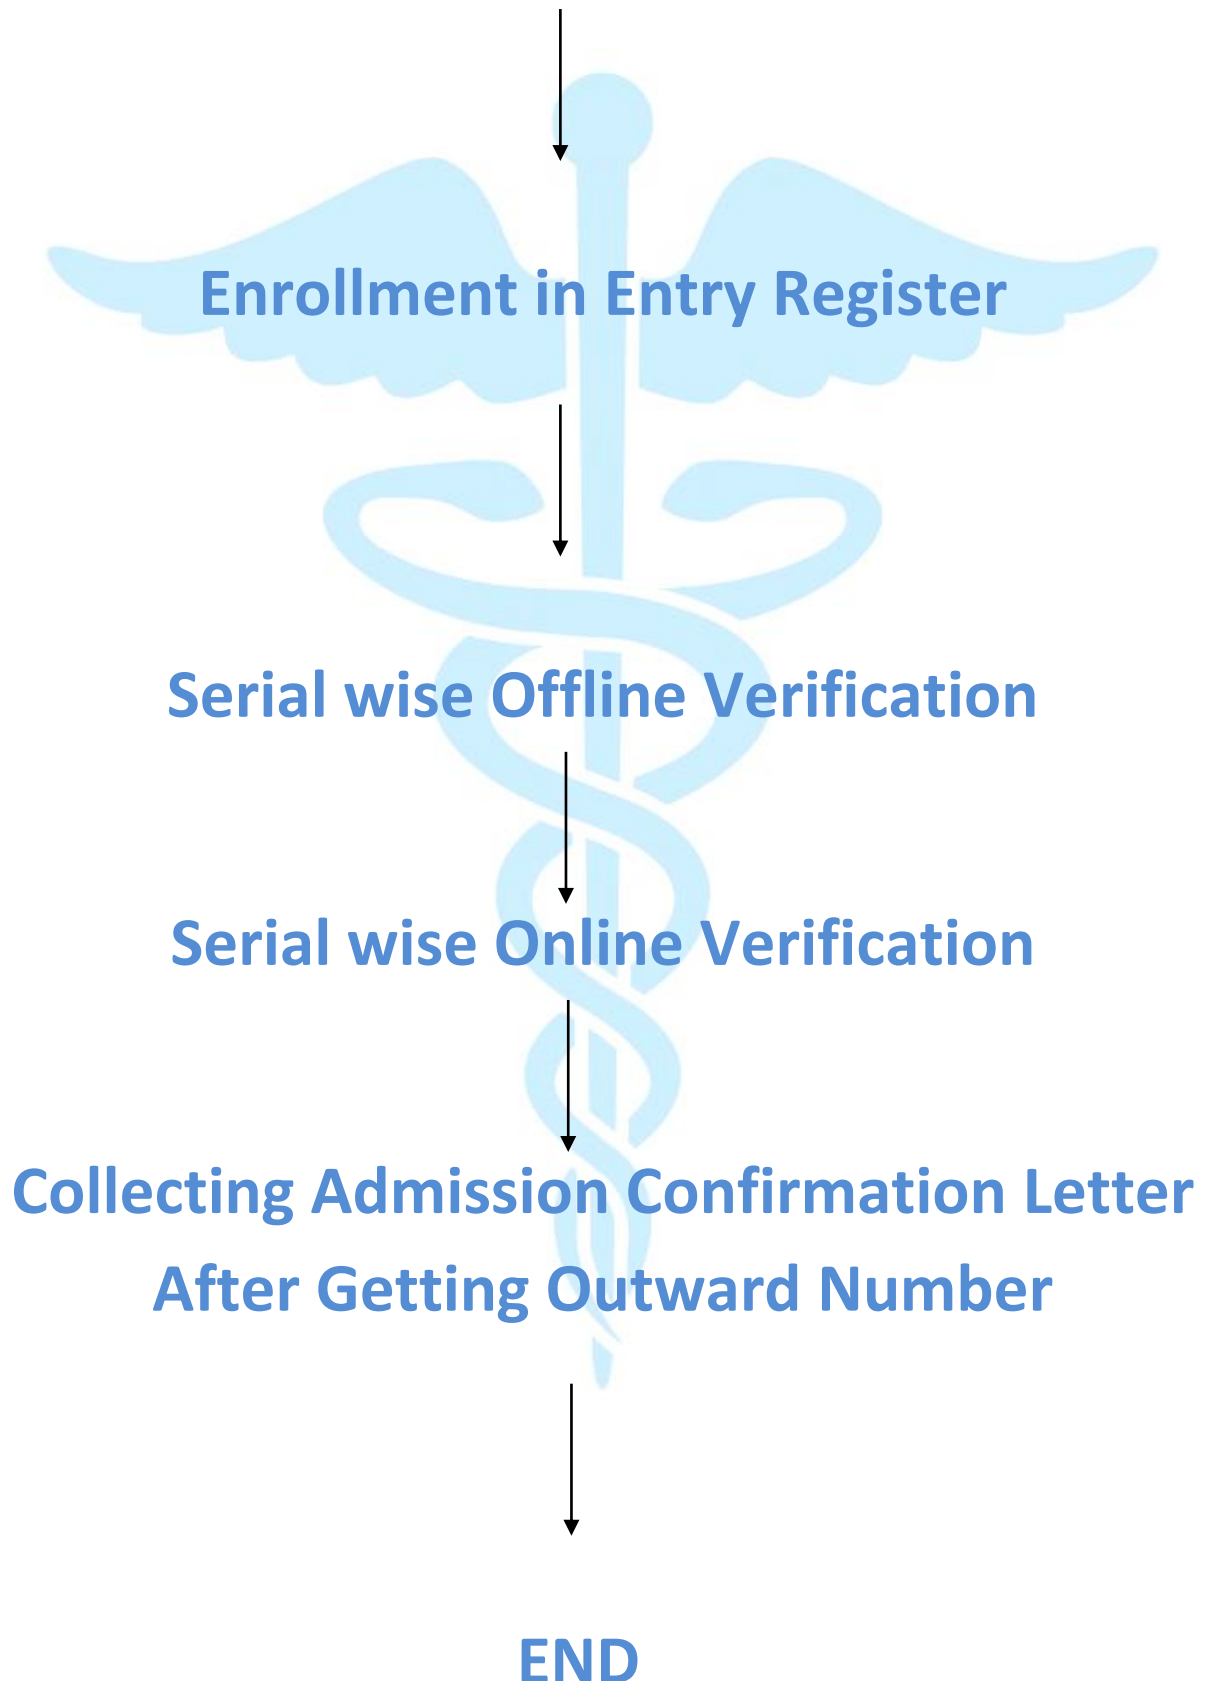 Enrollment in Entry Register
Serial wise Offline Verification
Serial wise Online Verification
Collecting Admission Confirmation Letter
After Getting Outward Number
END